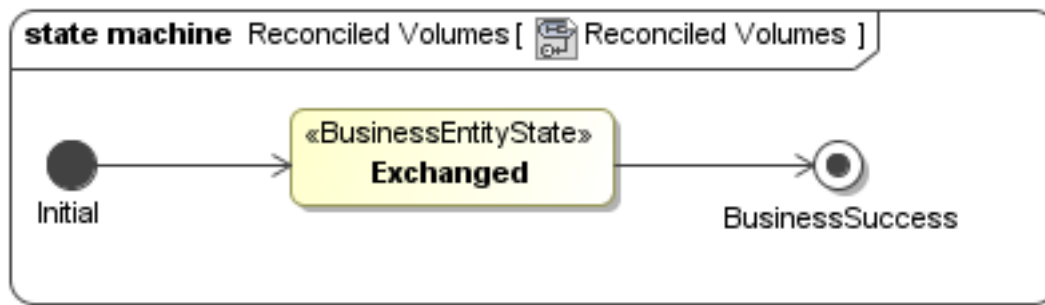 state machine Reconciled Volumes [ Reconciled Volumes ]
«BusinessEntityState»
Exchanged
Initial
BusinessSuccess